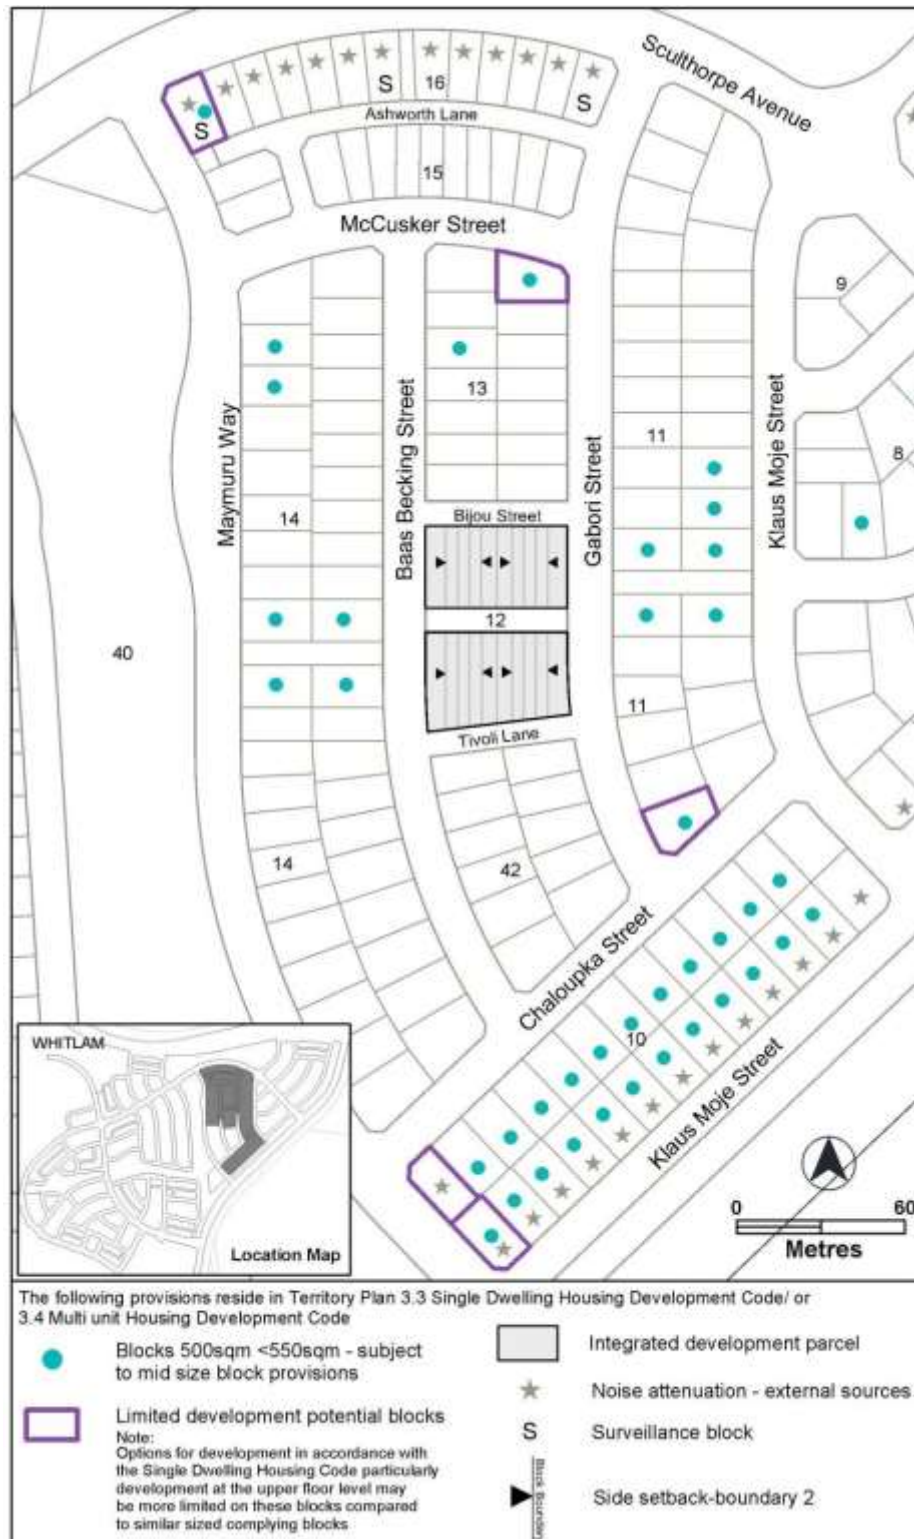 Sculthorpe Avenue
S
16
S
S
Ashworth Lane
15
McCusker Street
9
13
Klaus Moje Street
11
8
Maymuru Way
Baas Becking Street
Gabori Street
14
Bijou Street
12
40
11
Tivoli Lane
14
42
Chaloupka Street
10
Klaus Moje Street
WHITLAM
Location Map
0 60
Metres
The following provisions reside in Territory Plan 3.3 Single Dwelling Housing Development Code/ or
3.4 Multi unit Housing Development Code
Blocks 500sqm <550sqm - subject
to mid size block provisions
Limited development potential blocks
Note:
Options for development in accordance with
the Single Dwelling Housing Code particularly
development at the upper floor level may
be more limited on these blocks compared
to similar sized complying blocks
Integrated development parcel
Noise attenuation - external sources
S Surveillance block
Block Boundary
Side setback-boundary 2